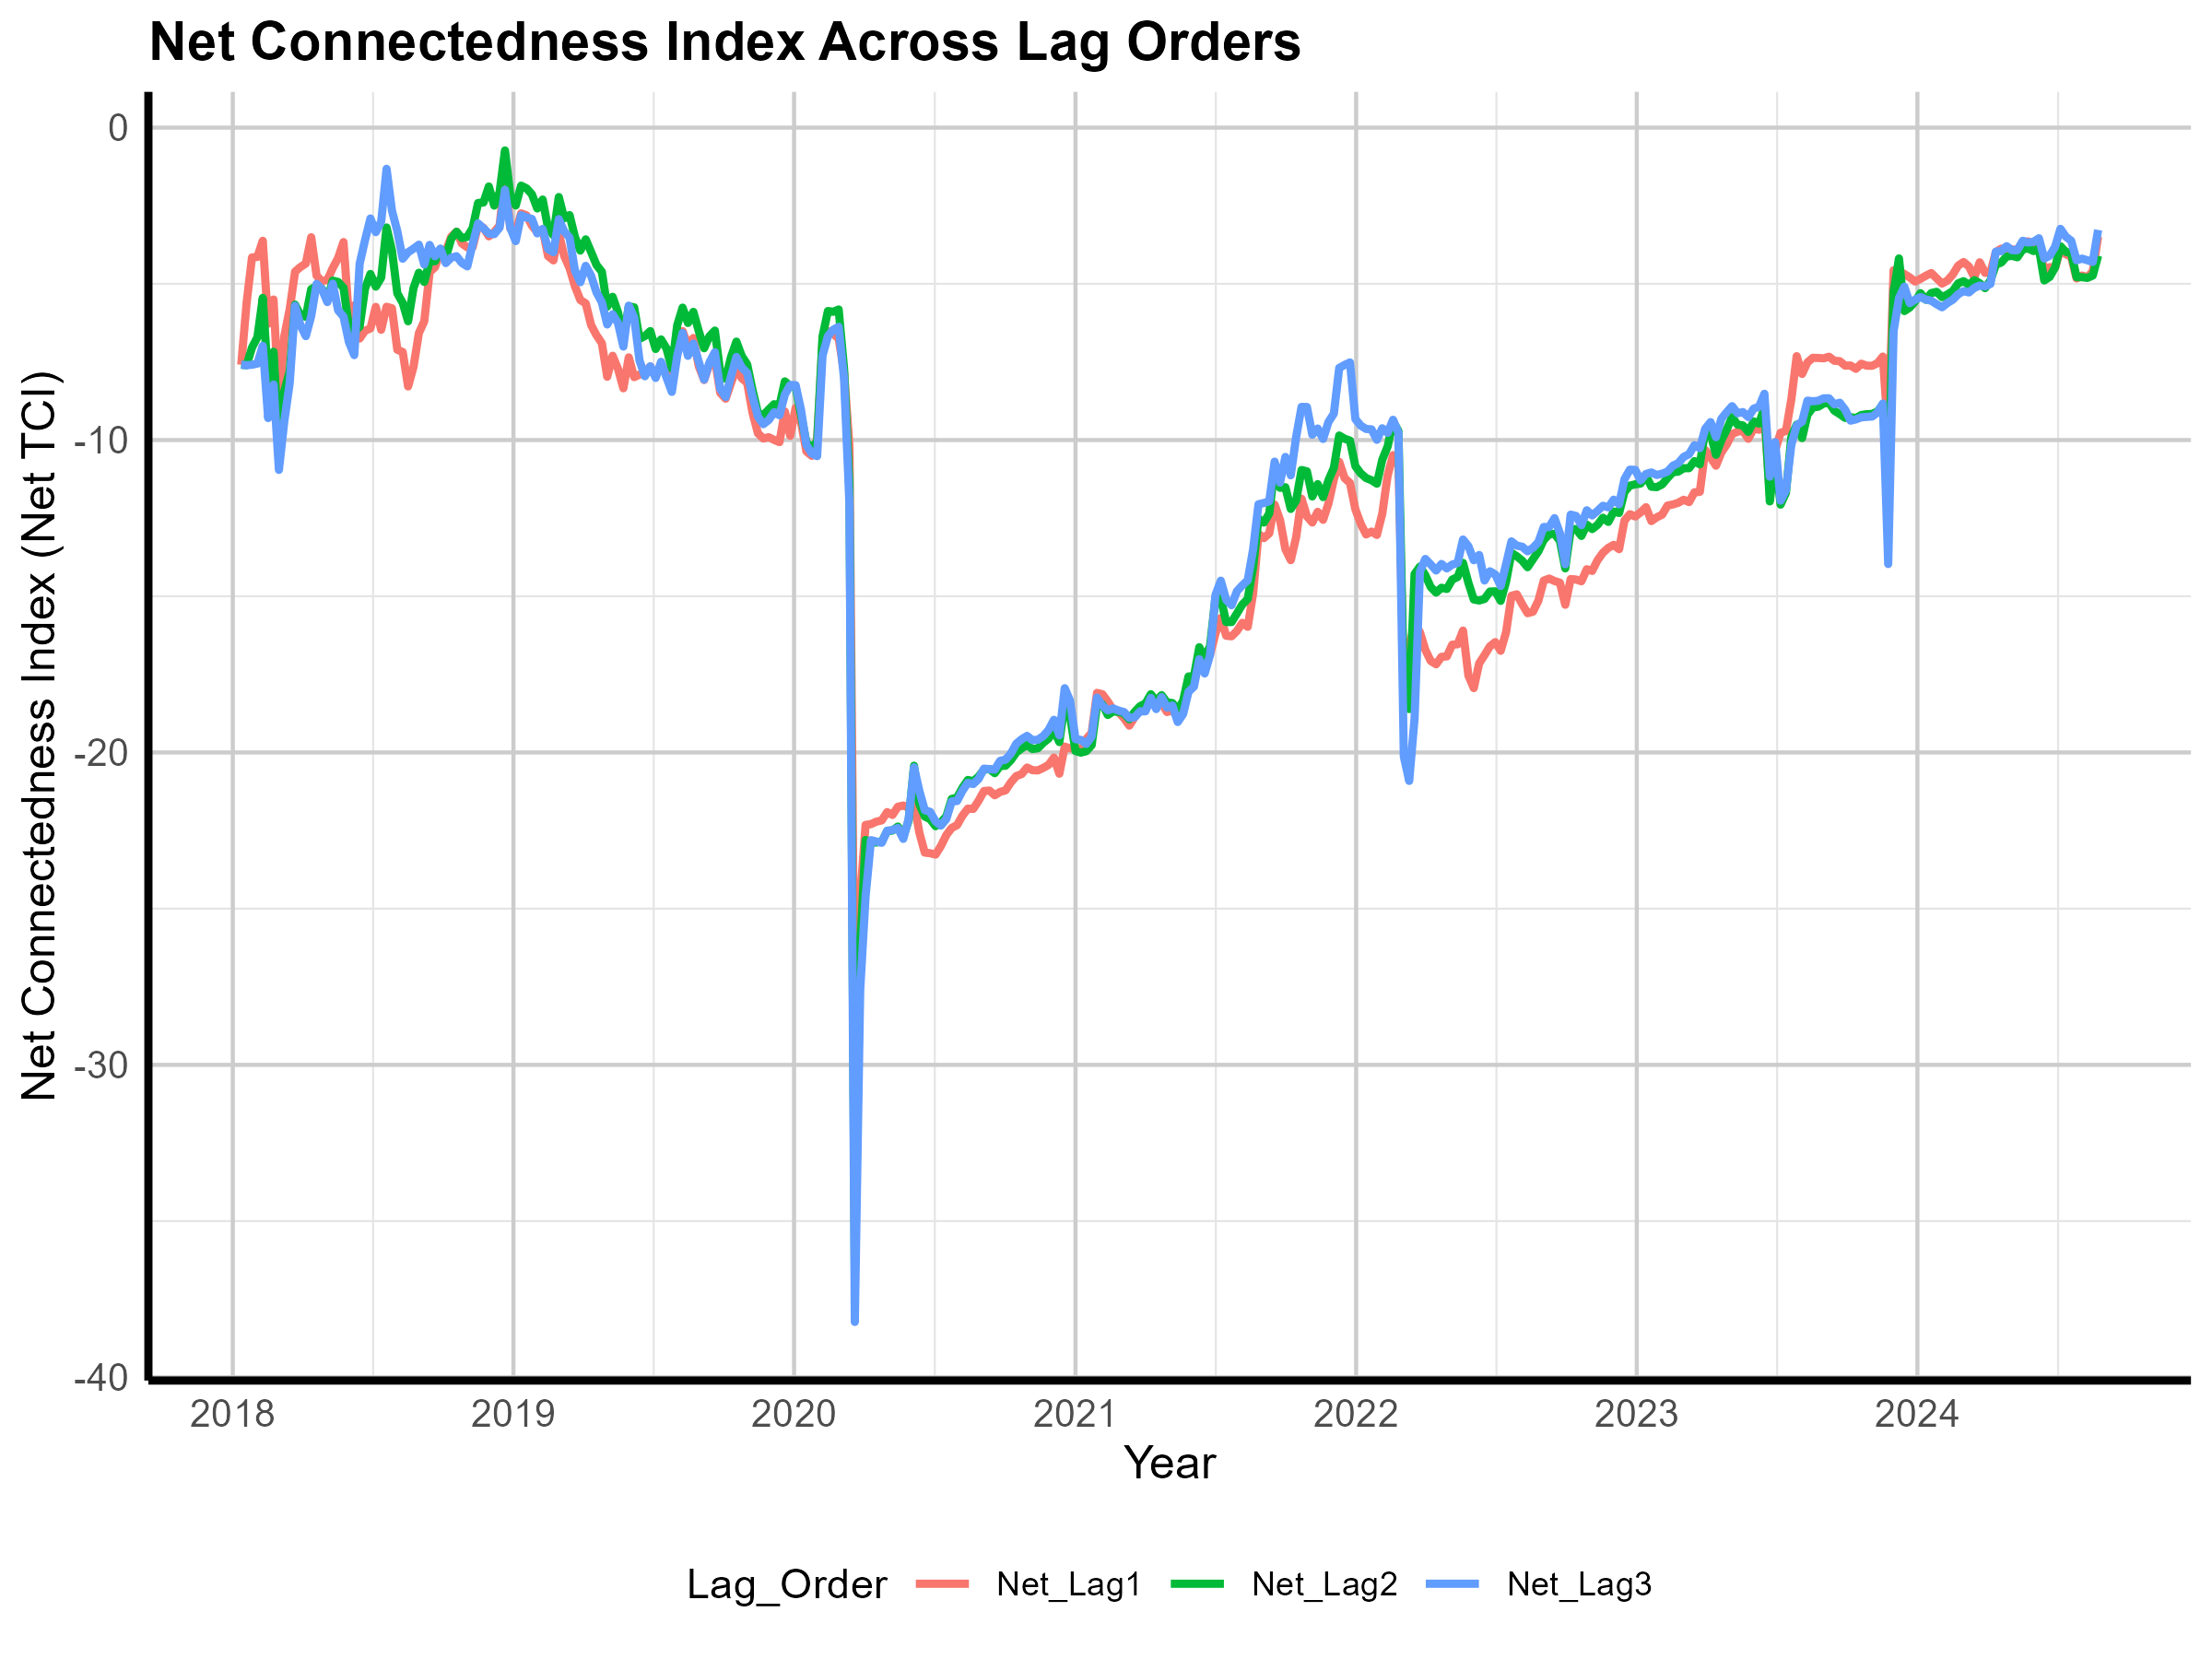 Net Connectedness Index Across Lag Orders
Net Connectedness Index (Net TCI)
0
-10
-20
-30
-40
2018 2019 2020 2021 2022 2023 2024
Year
Lag_Order Net_Lag1 Net_Lag2 Net_Lag3